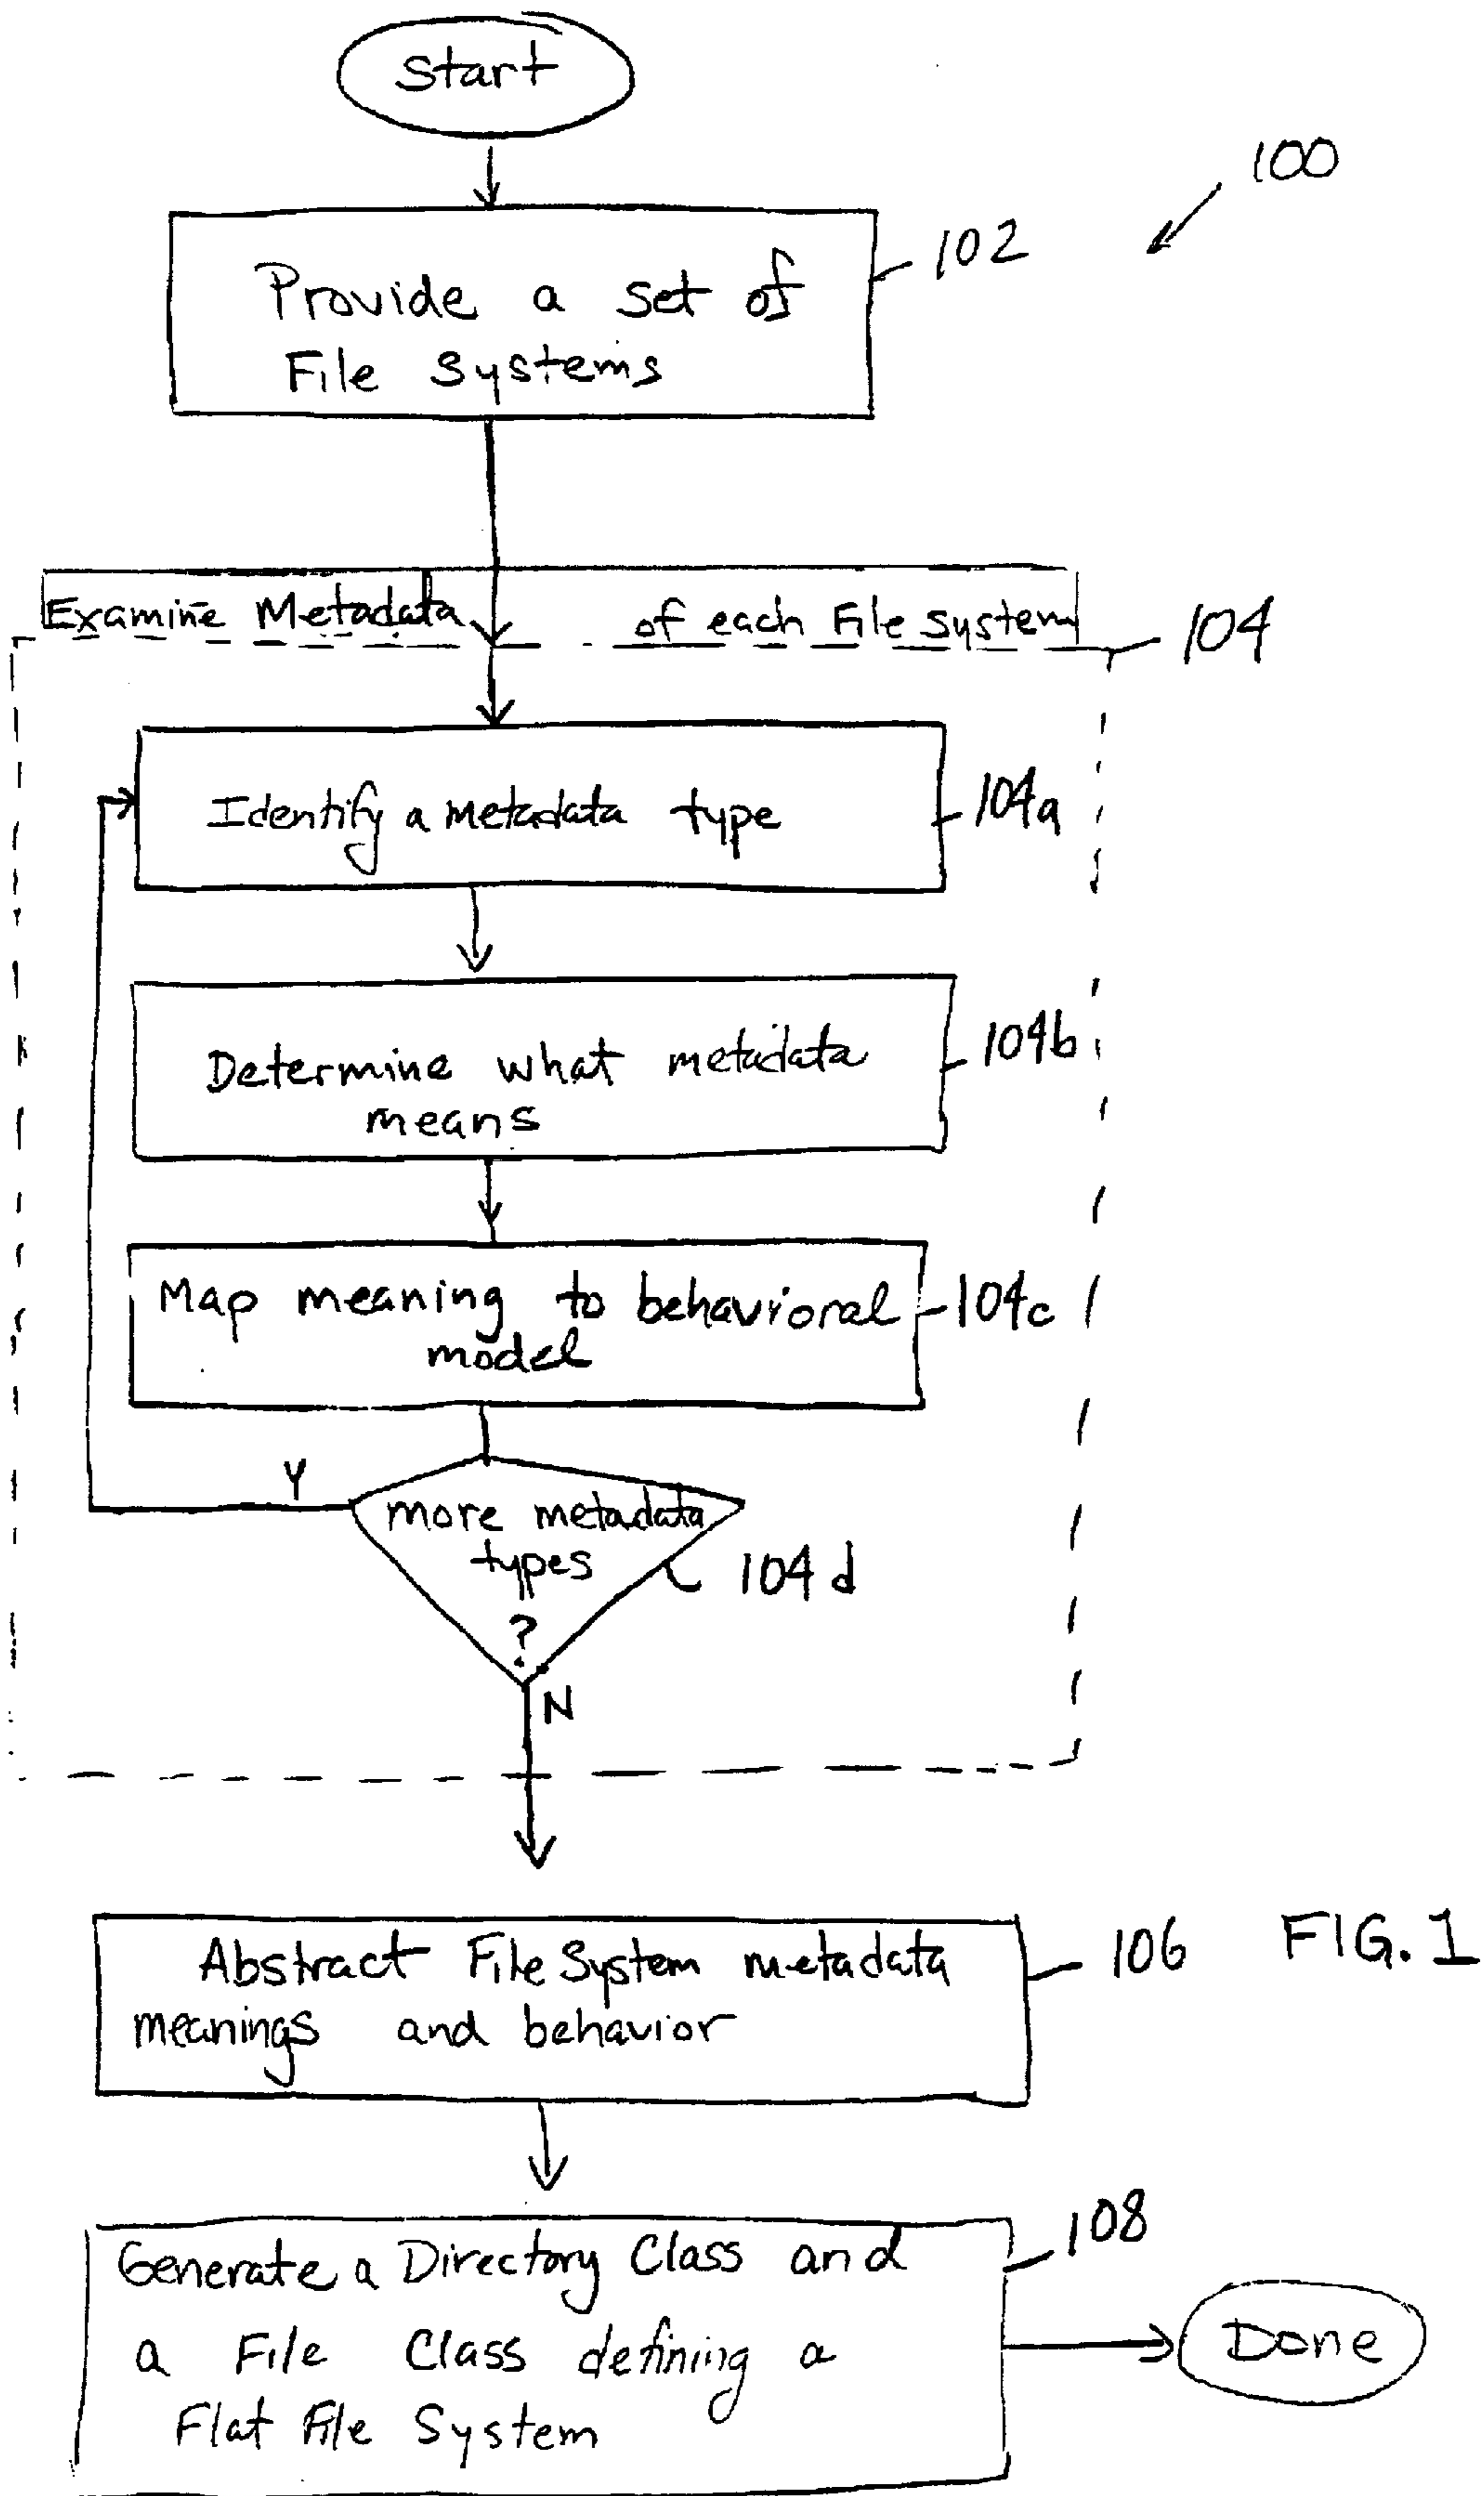 Start
100
102
Provide a set of
File Systems
Examine Metadata of each File System
104
Identify a Metadata type
104a
Determine what metadata
means
104b
Map meaning to behavioral
model
104c
Y
more metadata
types
?
104d
N
Abstract File System metadata
meanings and behavior
106
FIG. 1
108
Generate a Directory Class and
a File Class defining a
Flat File System
Done